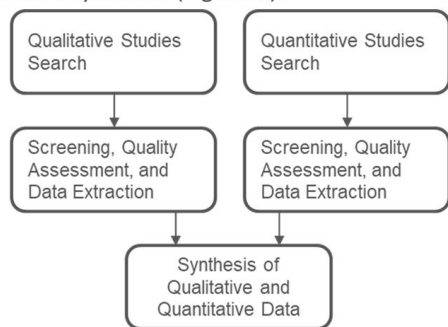 Qualitative Studies
Search
Quantitative Studies
Search
Screening, Quality
Assessment, and
Data Extraction
Screening, Quality
Assessment, and
Data Extraction
Synthesis of
Qualitative and
Quantitative Data